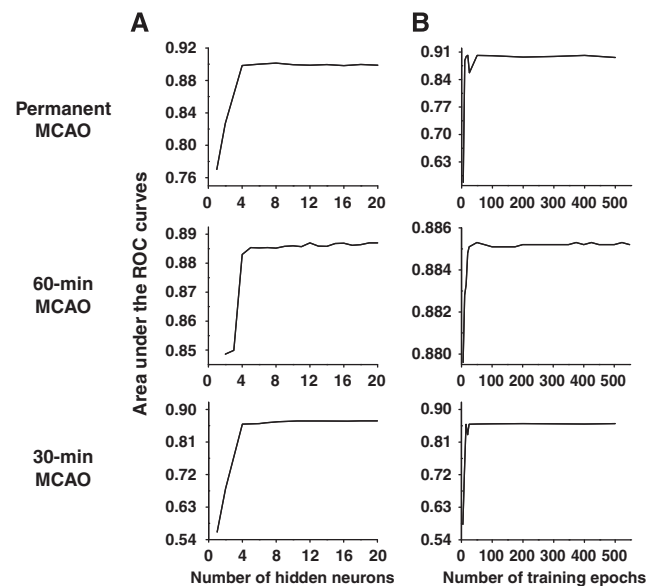 A
B
Permanent
MCAO
60-min
MCAO
30-min
MCAO
Area under the ROC curves
0.92
0.88
0.84
0.80
0.76
0 4 8 12 16 20
0.91
0.84
0.77
0.70
0.63
0 100 200 300 400 500
0.89
0.88
0.87
0.86
0.85
0 4 8 12 16 20
0.886
0.884
0.882
0.880
0 100 200 300 400 500
0.90
0.81
0.72
0.63
0.54
0 4 8 12 16 20
Number of hidden neurons
0.90
0.81
0.72
0.63
0.54
0 100 200 300 400 500
Number of training epochs